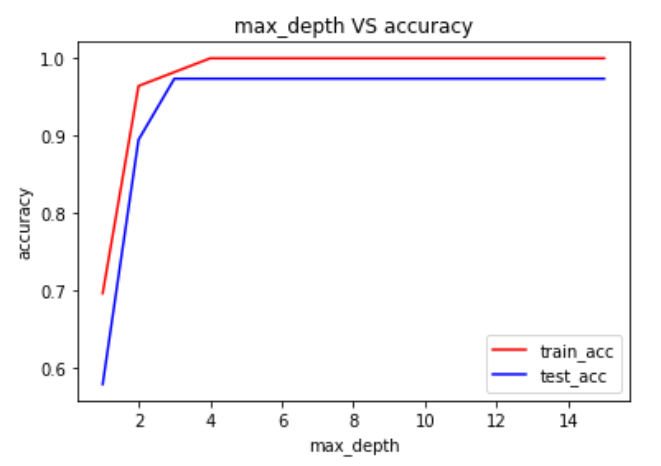 max_depth VS accuracy
1.0
0.9
0.8
0.7
0.6
accuracy
train_acc
test_acc
2 4 6 8 10 12 14
max_depth